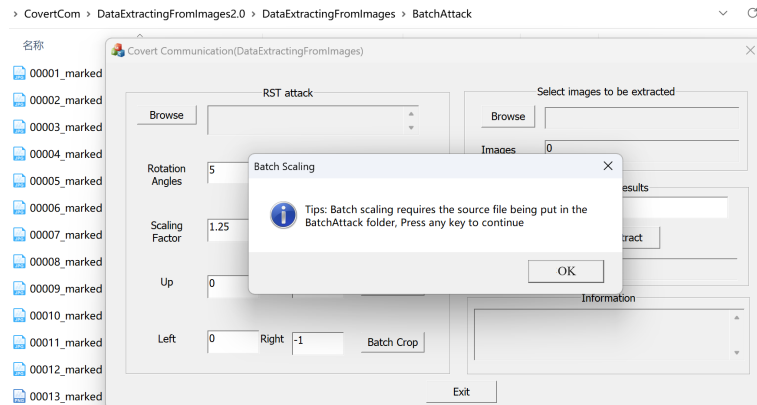 CovertCom › DataExtractingFromImages2.0 › DataExtractingFromImages › BatchAttack
名称
Covert Communication(DataExtractingFromImages)
00001_marked
00002_marked
00003_marked
00004_marked
00005_marked
00006_marked
00007_marked
00008_marked
00009_marked
00010_marked
00011_marked
00012_marked
00013_marked
RST attack
Browse
Rotation
Angles
5
Scaling
Factor
1.25
Up
0
Left
0
Right
-1
Batch Crop
Select images to be extracted
Browse
Images
0
esults
tract
Information
Exit
Batch Scaling
Tips: Batch scaling requires the source file being put in the
BatchAttack folder, Press any key to continue
OK